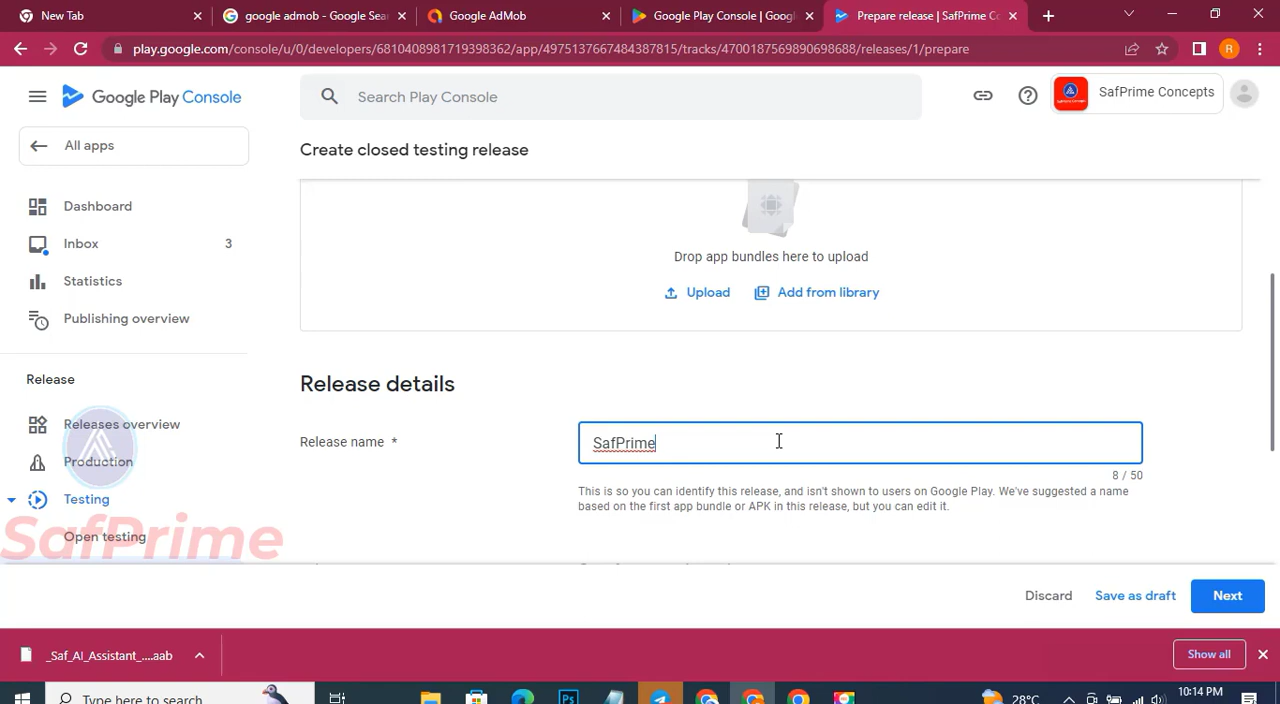 New Tab
google admob - Google Sea
Google AdMob
Google Play Console | Googl
Prepare release | SafPrime Co
play.google.com/console/u/0/developers/6810408981719398362/app/4975137667484387815/tracks/4700187569890698688/releases/1/prepare
R
Google Play Console
Search Play Console
SafPrime Concepts
All apps
Create closed testing release
Dashboard
Inbox 3
Statistics
Publishing overview
Drop app bundles here to upload
Upload
Add from library
Release
Release details
Releases overview
Release name *
SafPrime
Production
8 / 50
Testing
This is so you can identify this release, and isn't shown to users on Google Play. We've suggested a name
based on the first app bundle or APK in this release, but you can edit it.
SafPrime
Open testing
Discard
Save as draft
Next
_Saf_AI_Assistant_....aab
Show all
Type here to search
28°C
10:14 PM